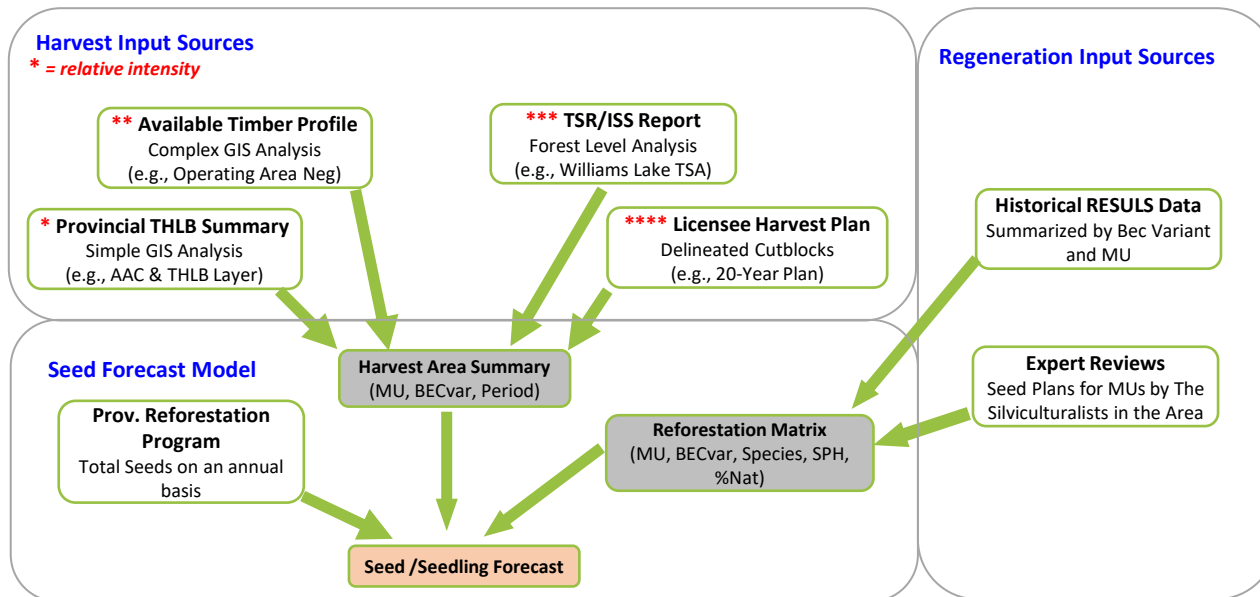 Harvest Input Sources
* = relative intensity
** Available Timber Profile
Complex GIS Analysis
(e.g., Operating Area Neg)
*** TSR/ISS Report
Forest Level Analysis
(e.g., Williams Lake TSA)
* Provincial THLB Summary
Simple GIS Analysis
(e.g., AAC & THLB Layer)
**** Licensee Harvest Plan
Delineated Cutblocks
(e.g., 20-Year Plan)
Regeneration Input Sources
Historical RESULS Data
Summarized by Bec Variant
and MU
Expert Reviews
Seed Plans for MUs by The
Silviculturalists in the Area
Seed Forecast Model
Harvest Area Summary
(MU, BECvar, Period)
Prov. Reforestation
Program
Total Seeds on an annual
basis
Reforestation Matrix
(MU, BECvar, Species, SPH,
%Nat)
Seed /Seedling Forecast